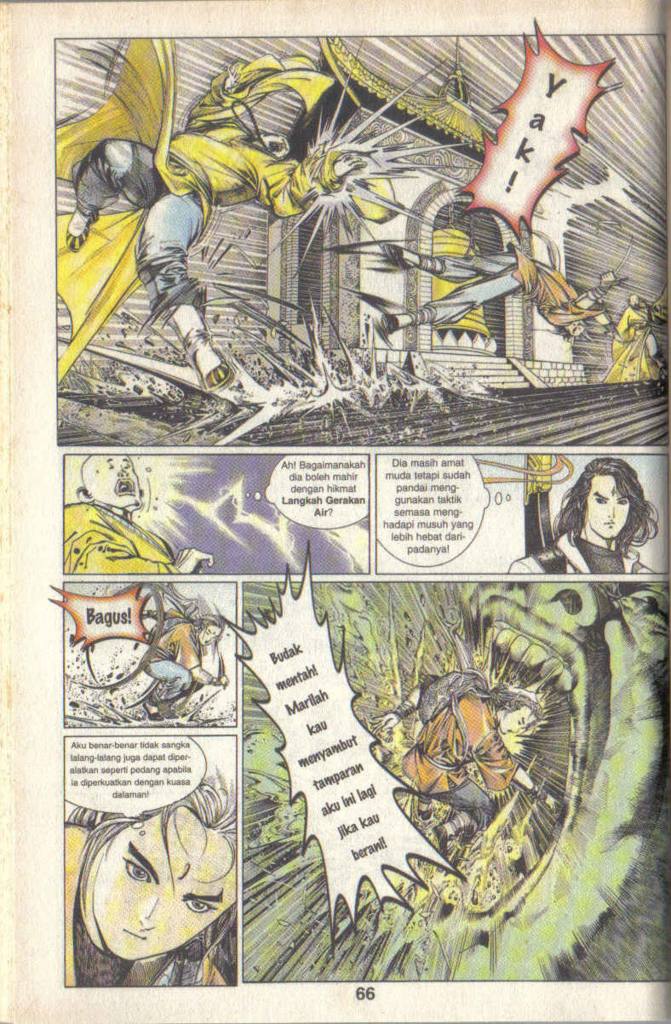 Yak!
Ah! Bagaimanakah
dia boleh mahir
dengan hikmat
Langkah Gerakan
Air?
Dia masih amat
muda tetapi sudah
pandai meng-
gunakan taktik
semasa meng-
hadapi musuh yang
lebih hebat dari-
padanya!
Bagus!
Budak
mentah!
Marilah
kau
menyambut
tamparan
aku ini lagi
jika kau
berani!
Aku benar-benar tidak sangka
lalang-lalang juga dapat diper-
alatkan seperti pedang apabila
ia diperkuatkan dengan kuasa
dalaman!
66